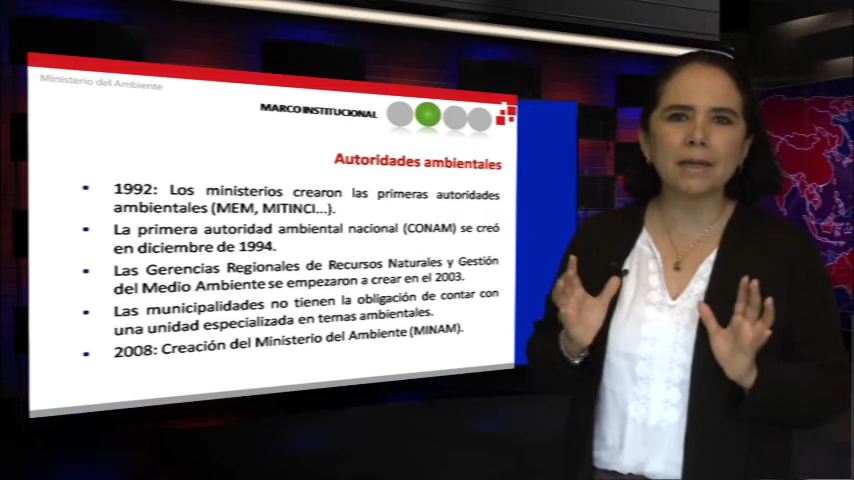 Ministerio del Ambiente
MARCO INSTITUCIONAL
Autoridades ambientales
• 1992: Los ministerios crearon las primeras autoridades
ambientales (MEM, MITINCI...).
• La primera autoridad ambiental nacional (CONAM) se creó
en diciembre de 1994.
• Las Gerencias Regionales de Recursos Naturales y Gestión
del Medio Ambiente se empezaron a crear en el 2003.
• Las municipalidades no tienen la obligación de contar con
una unidad especializada en temas ambientales.
• 2008: Creación del Ministerio del Ambiente (MINAM).